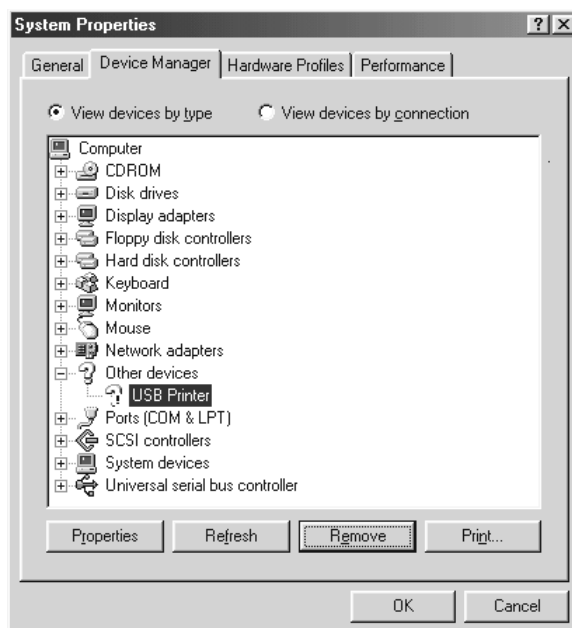 System Properties
General Device Manager Hardware Profiles Performance
View devices by type View devices by connection
Computer
CDROM
Disk drives
Display adapters
Floppy disk controllers
Hard disk controllers
Keyboard
Monitors
Mouse
Network adapters
Other devices
USB Printer
Ports (COM & LPT)
SCSI controllers
System devices
Universal serial bus controller
Properties Refresh Remove Print...
OK Cancel